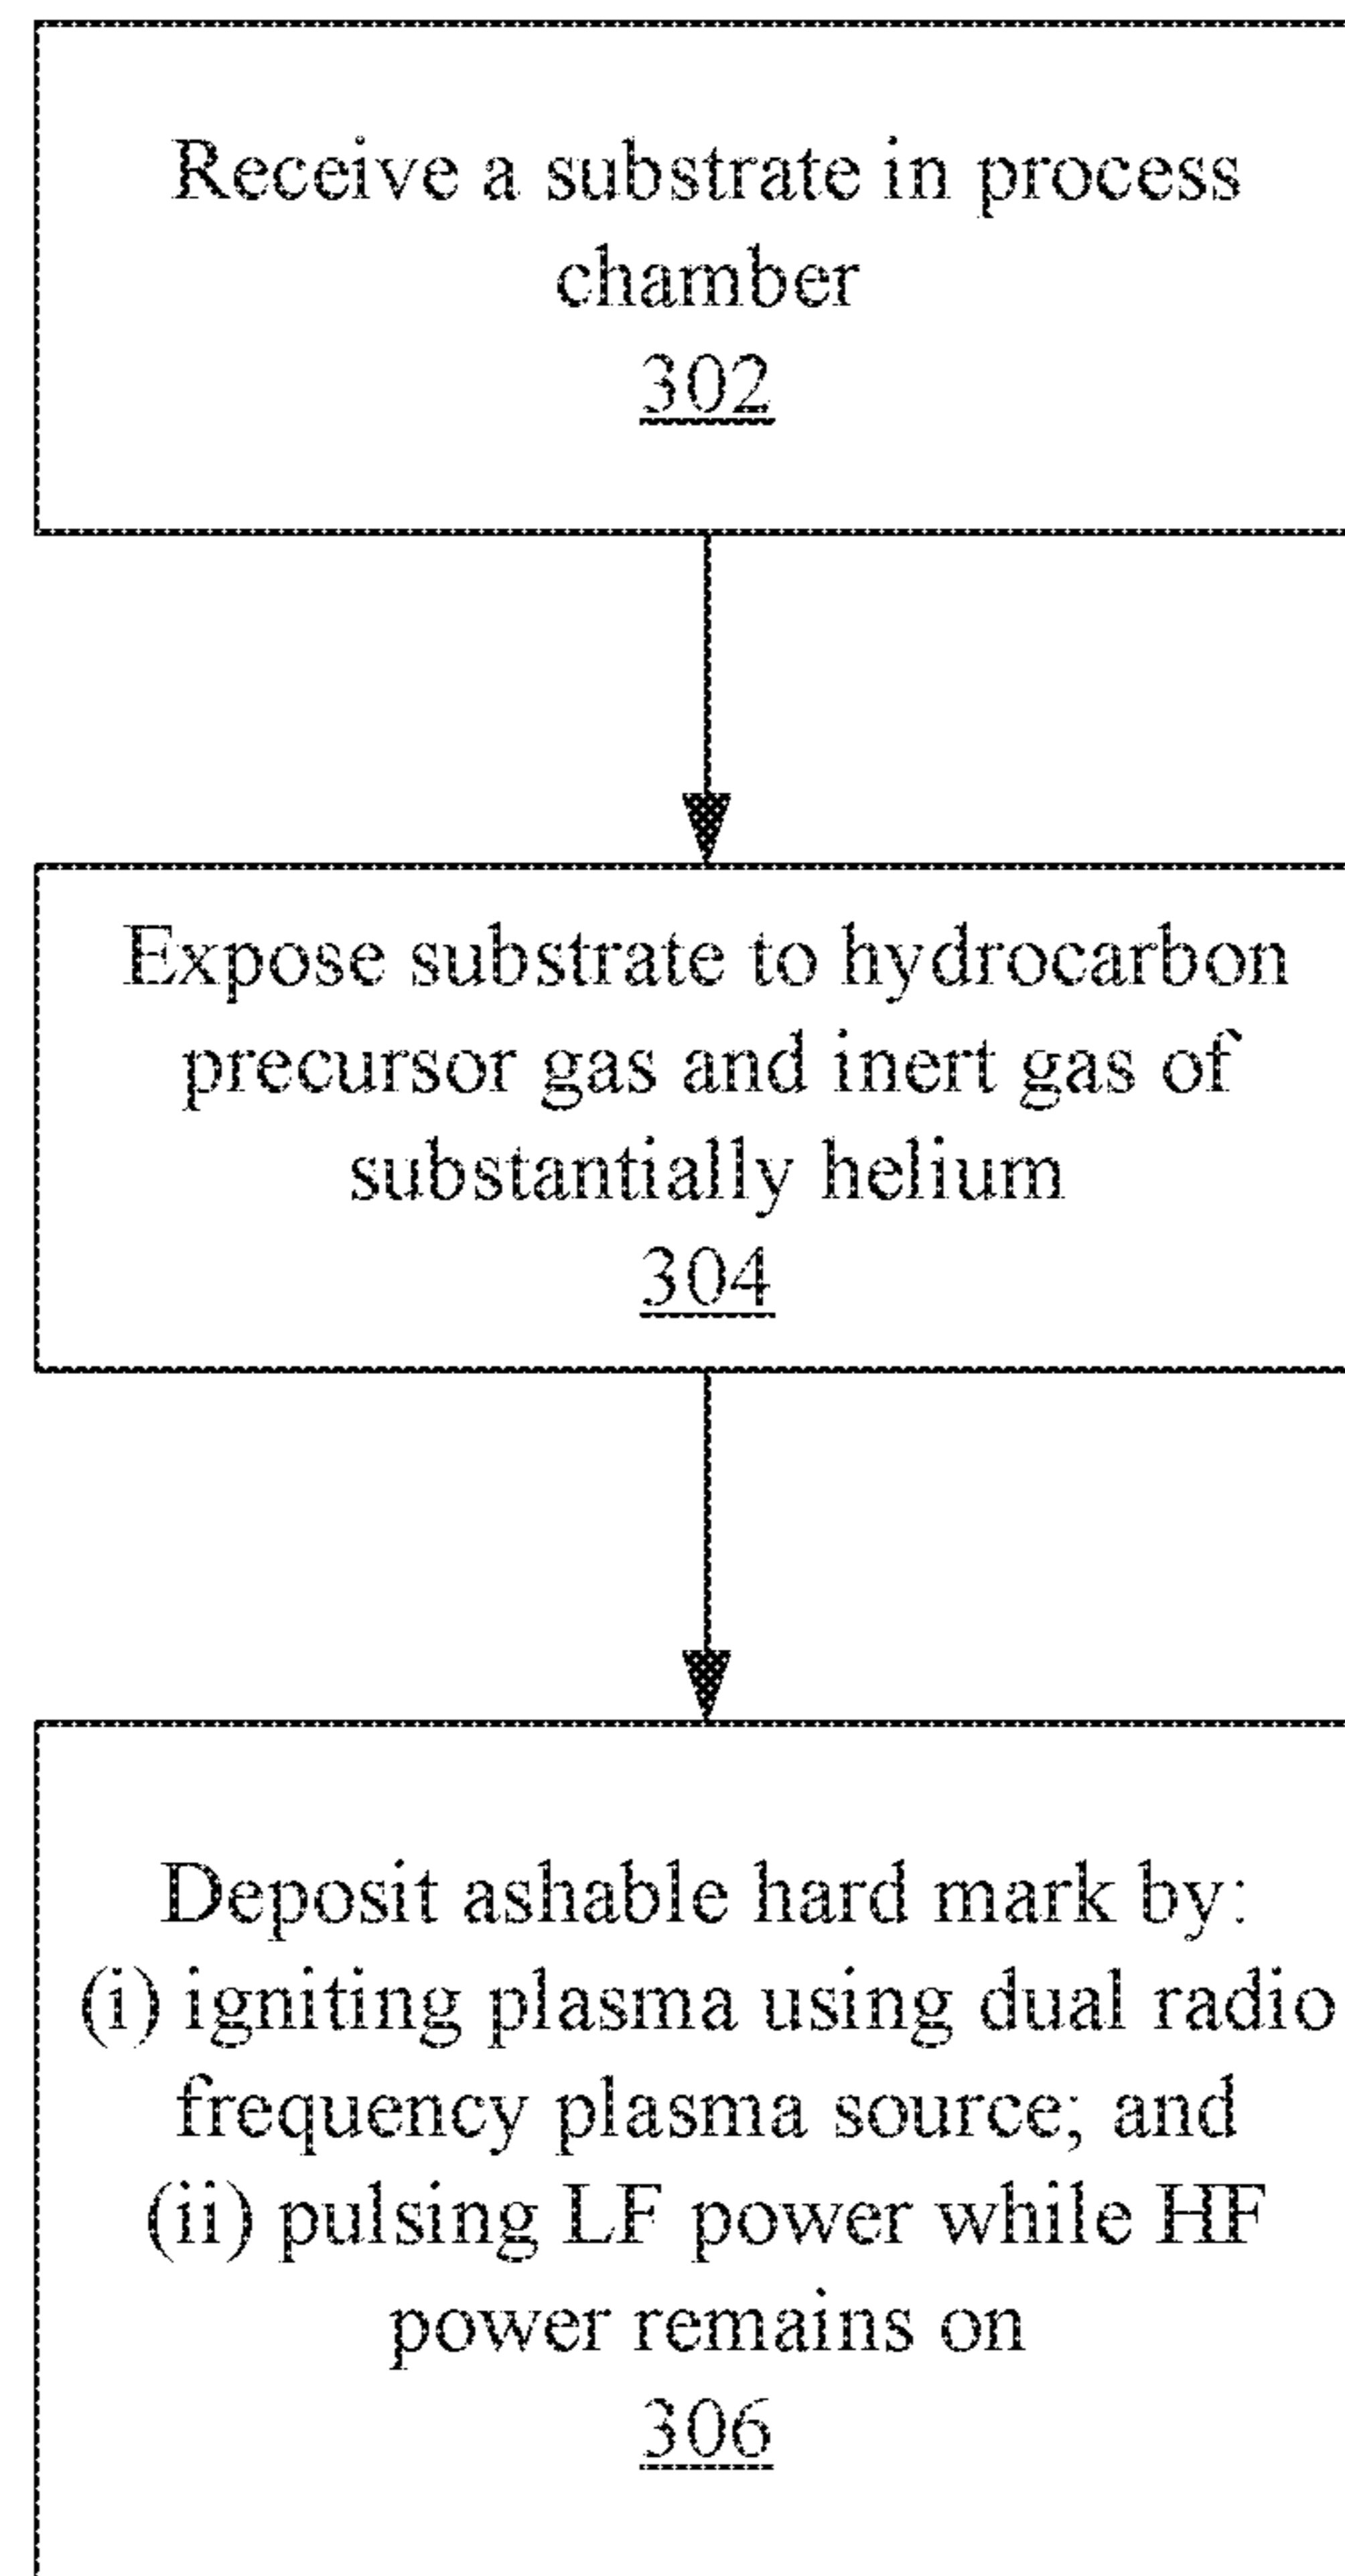 Receive a substrate in process
chamber
302
Expose substrate to hydrocarbon
precursor gas and inert gas of
substantially helium
304
Deposit ashable hard mark by:
(i) igniting plasma using dual radio
frequency plasma source; and
(ii) pulsing LF power while HF
power remains on
306